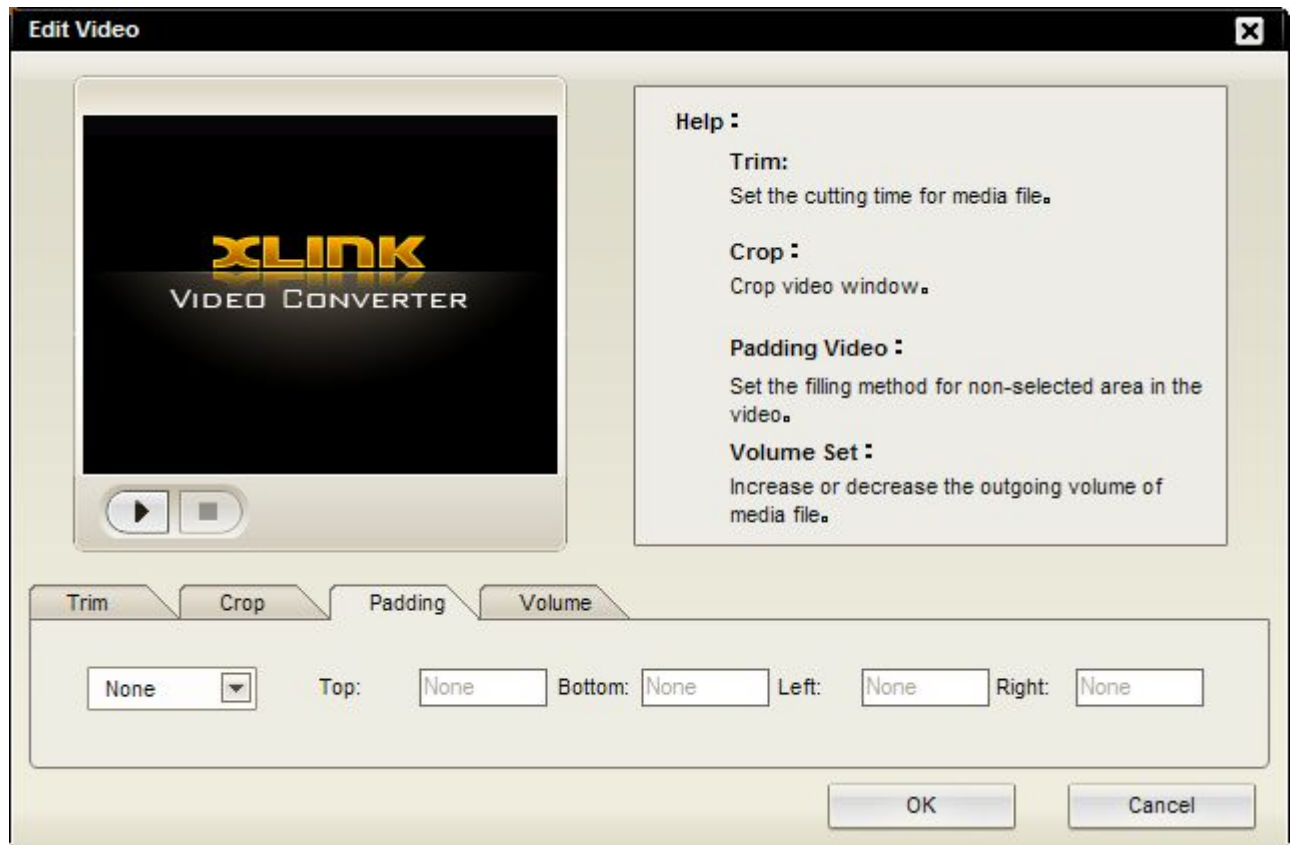 Edit Video
XLINK
VIDEO CONVERTER
Help：
Trim:
Set the cutting time for media file。
Crop：
Crop video window。
Padding Video：
Set the filling method for non-selected area in the
video。
Volume Set：
Increase or decrease the outgoing volume of
media file。
Trim Crop Padding Volume
None Top: None Bottom: None Left: None Right: None
OK Cancel